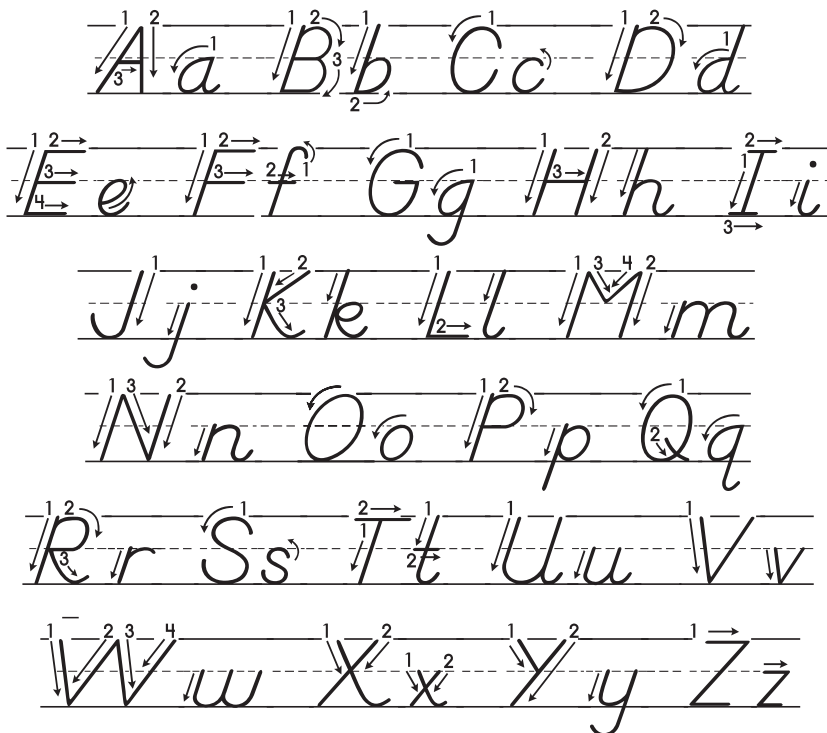 Aa Bb Cc Dd
Ee Ff Gg Hh Ii
Jj Kk Ll Mm
Nn Oo Pp Qq
Rr Ss Tt Uu Vv
Ww Xx Yy Zz